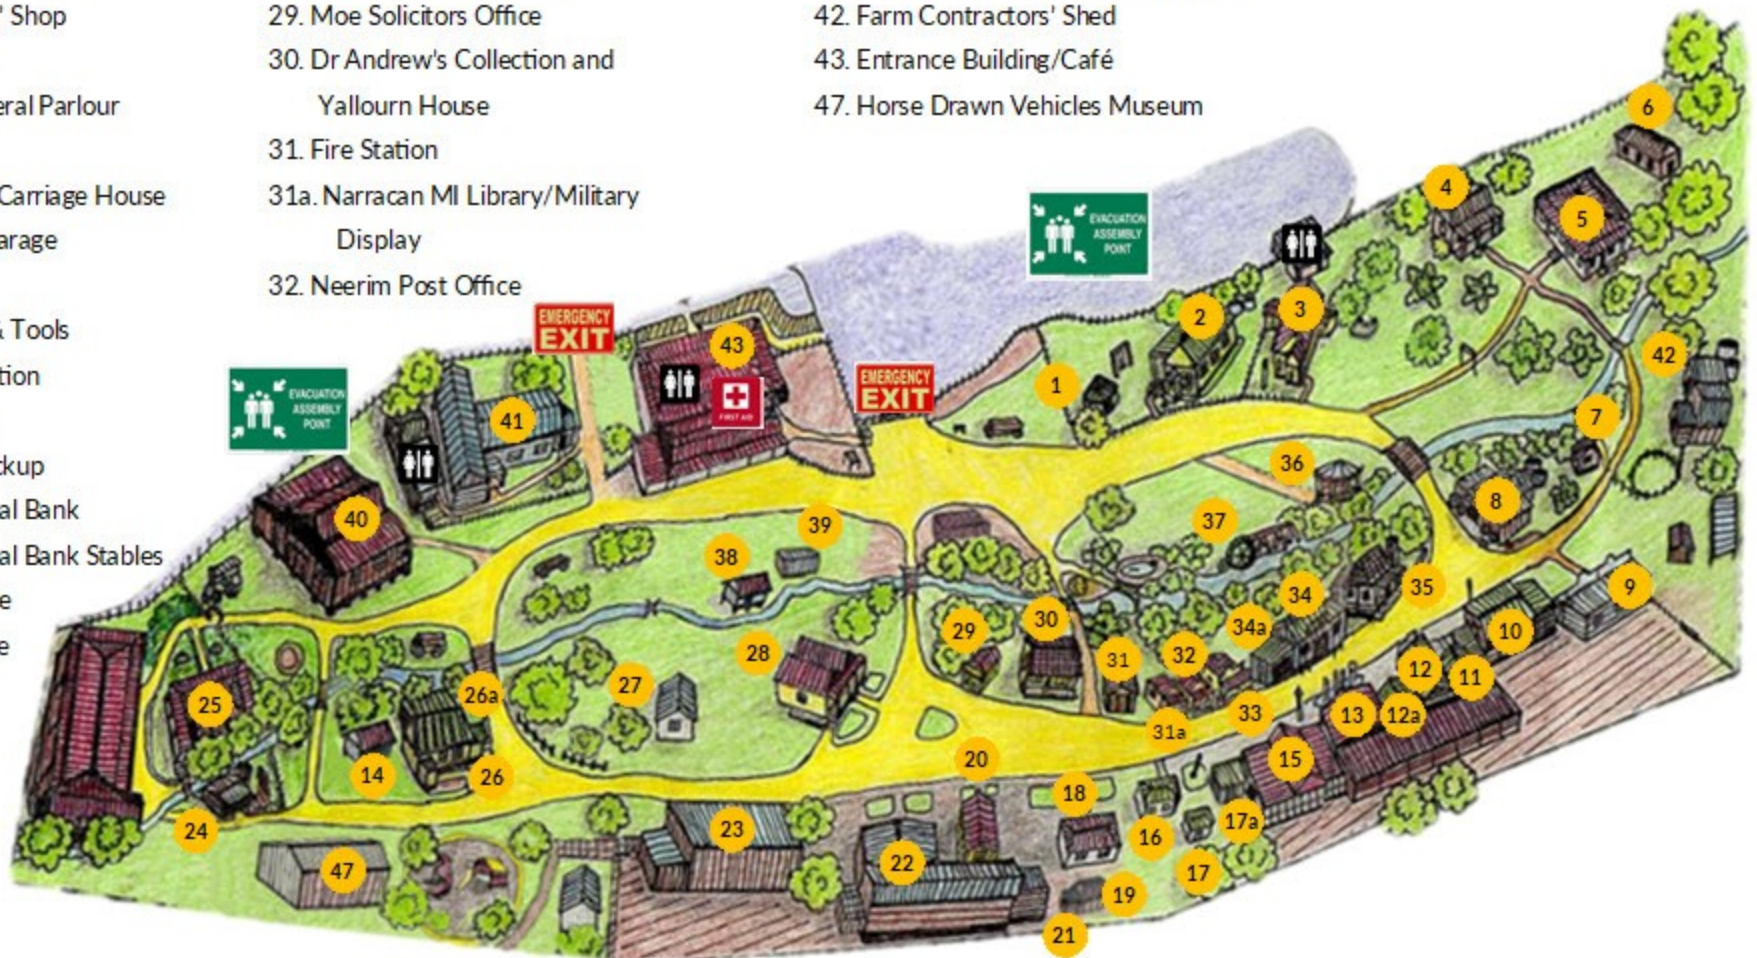 ' Shop
eral Parlour
Carriage House
arage
& Tools
tion
kup
al Bank
al Bank Stables
e
e
29. Moe Solicitors Office
30. Dr Andrew's Collection and
Yallourn House
31. Fire Station
31a. Narracan MI Library/Military
Display
32. Neerim Post Office
42. Farm Contractors' Shed
43. Entrance Building/Café
47. Horse Drawn Vehicles Museum
6
4
5
EVACUATION
ASSEMBLY
POINT
EMERGENCY
EXIT
43
FIRST AID
2
3
42
EMERGENCY
EXIT
1
EVACUATION
ASSEMBLY
POINT
41
7
36
8
40
39
37
38
34
35
9
29
30
34a
10
28
31
32
12
11
27
26a
25
33
13
12a
31a
20
15
14
26
18
24
23
16
17a
22
47
17
19
21